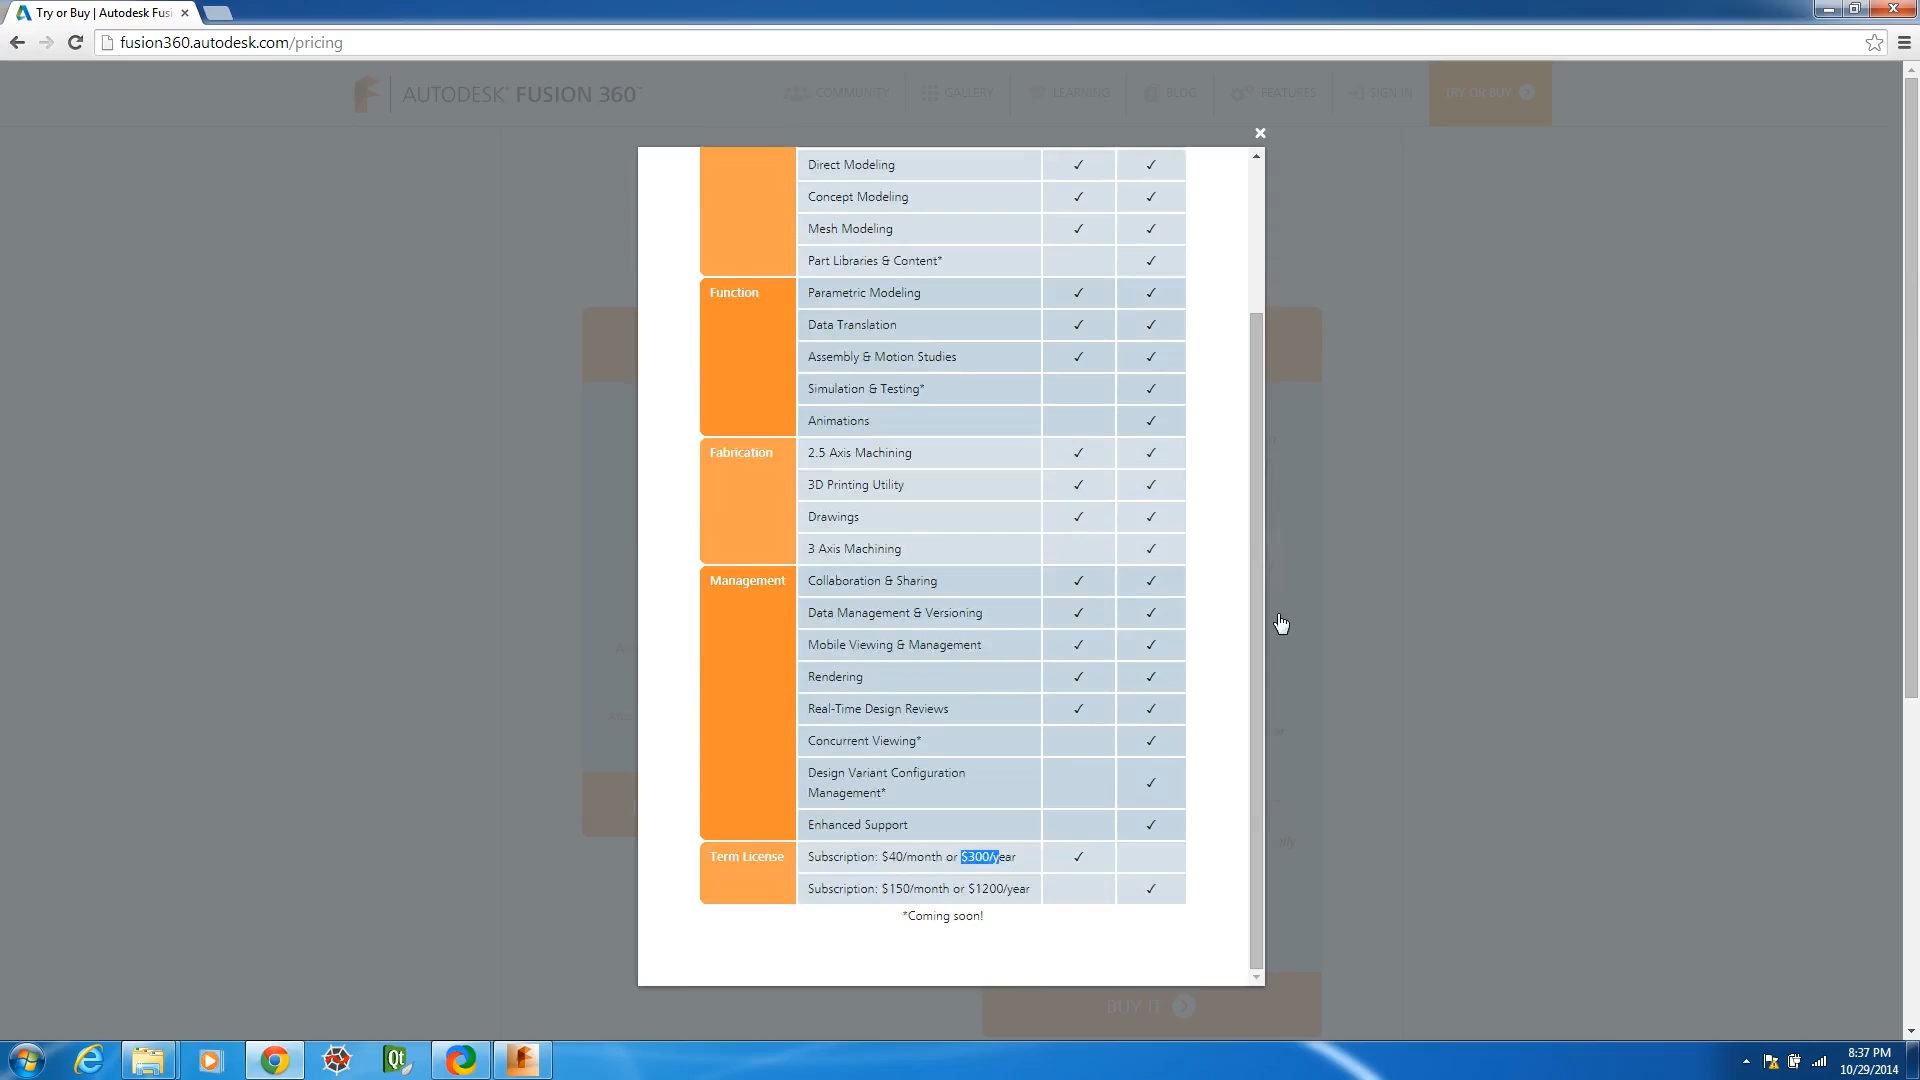 Try or Buy | Autodesk Fusi
fusion360.autodesk.com/pricing
AUTODESK® FUSION 360™
COMMUNITY
GALLERY
LEARNING
BLOG
FEATURES
SIGN IN
TRY OR BUY
Direct Modeling ✓ ✓
Concept Modeling ✓ ✓
Mesh Modeling ✓ ✓
Part Libraries & Content* ✓
Function Parametric Modeling ✓ ✓
Data Translation ✓ ✓
Assembly & Motion Studies ✓ ✓
Simulation & Testing* ✓
Animations ✓
Fabrication 2.5 Axis Machining ✓ ✓
3D Printing Utility ✓ ✓
Drawings ✓ ✓
3 Axis Machining ✓
Management Collaboration & Sharing ✓ ✓
Data Management & Versioning ✓ ✓
Mobile Viewing & Management ✓ ✓
Rendering ✓ ✓
Real-Time Design Reviews ✓ ✓
Concurrent Viewing* ✓
Design Variant Configuration
Management* ✓
Enhanced Support ✓
Term License Subscription: $40/month or $300/year ✓
Subscription: $150/month or $1200/year ✓
*Coming soon!
BUY IT
Qt
8:37 PM
10/29/2014